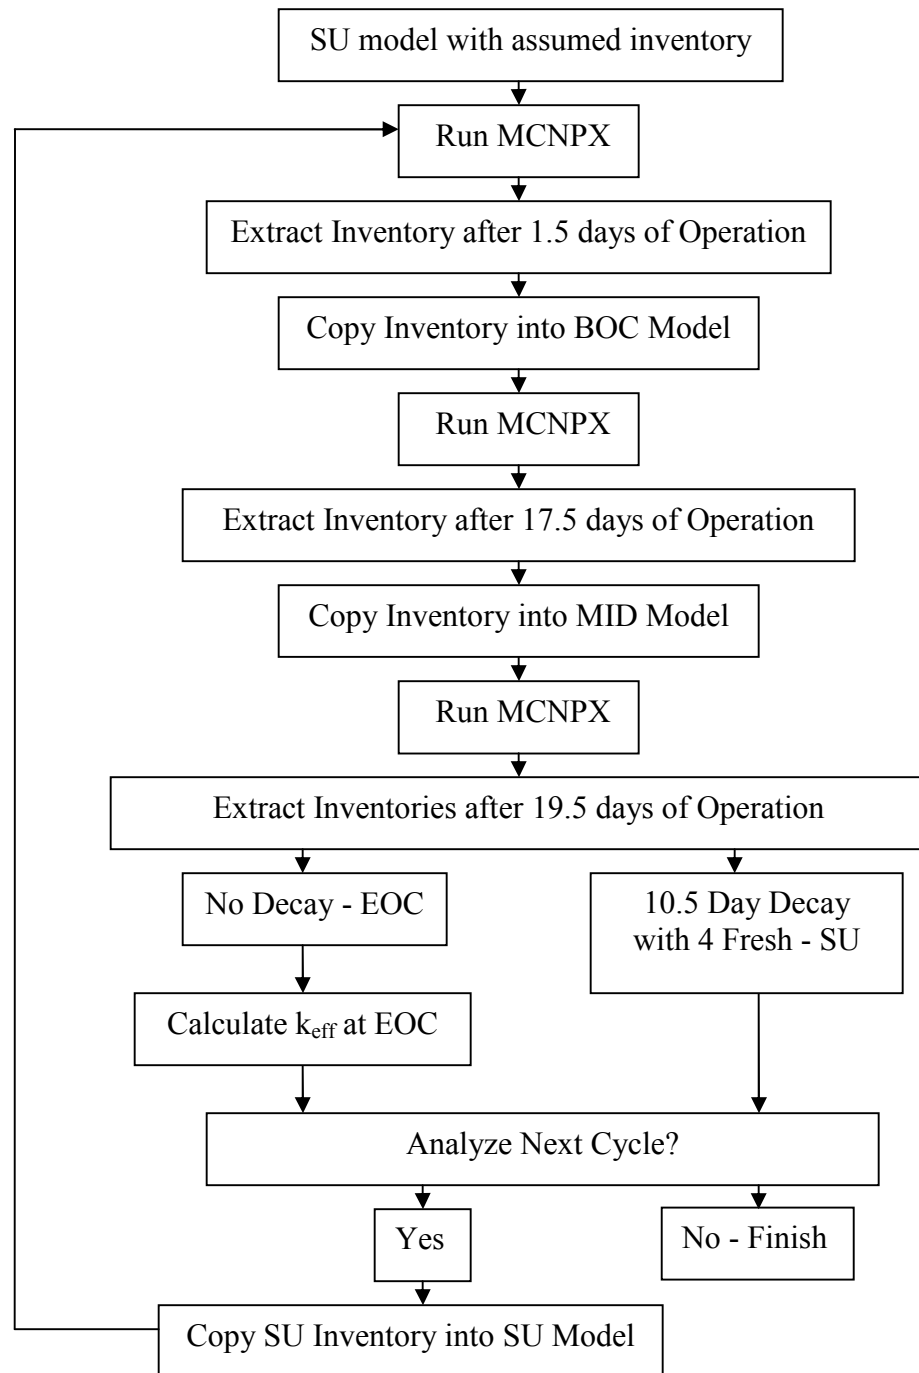 SU model with assumed inventory
Run MCNPX
Extract Inventory after 1.5 days of Operation
Copy Inventory into BOC Model
Run MCNPX
Extract Inventory after 17.5 days of Operation
Copy Inventory into MID Model
Run MCNPX
Extract Inventories after 19.5 days of Operation
No Decay - EOC
10.5 Day Decay
with 4 Fresh - SU
Calculate keff at EOC
Analyze Next Cycle?
Yes
No - Finish
Copy SU Inventory into SU Model